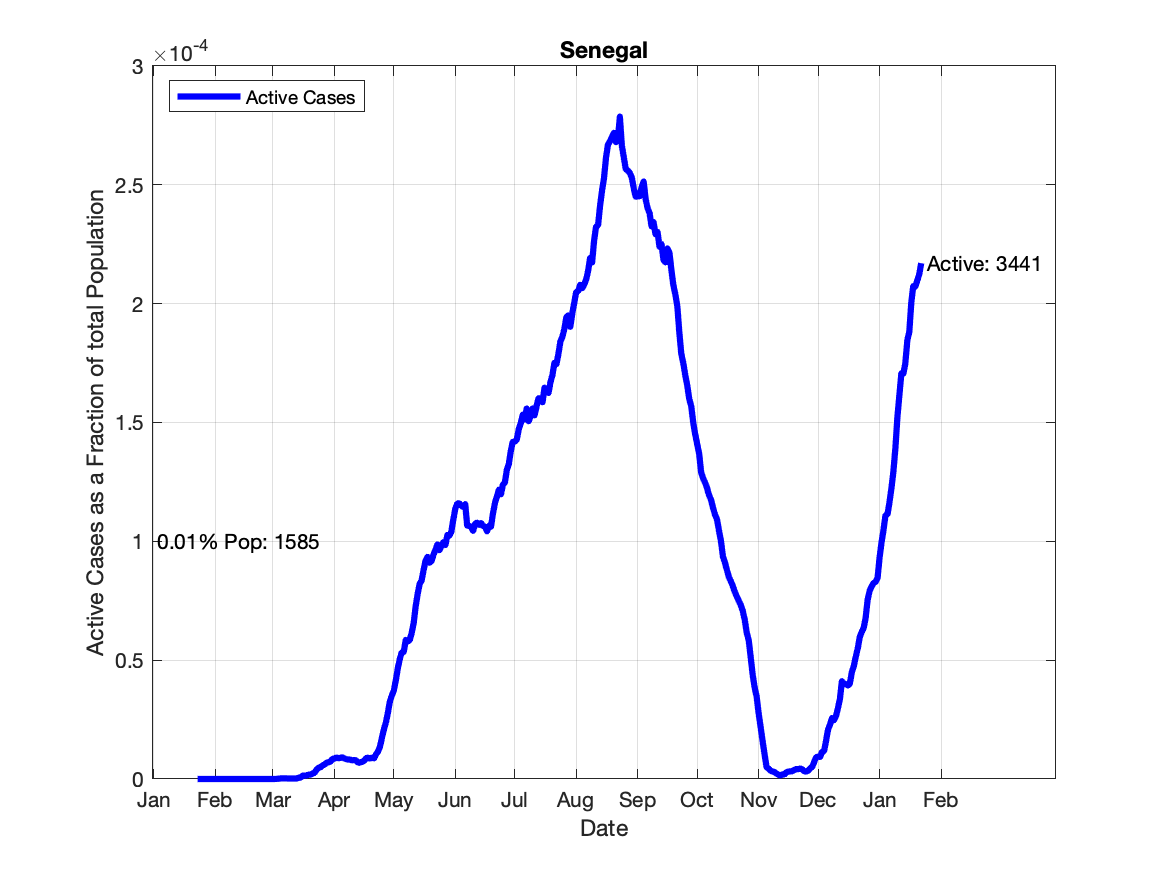 Senegal
×10-4
3
2.5
2
1.5
1
0.5
0
Active Cases
Active: 3441
0.01% Pop: 1585
Active Cases as a Fraction of total Population
Jan Feb Mar Apr May Jun Jul Aug Sep Oct Nov Dec Jan Feb
Date